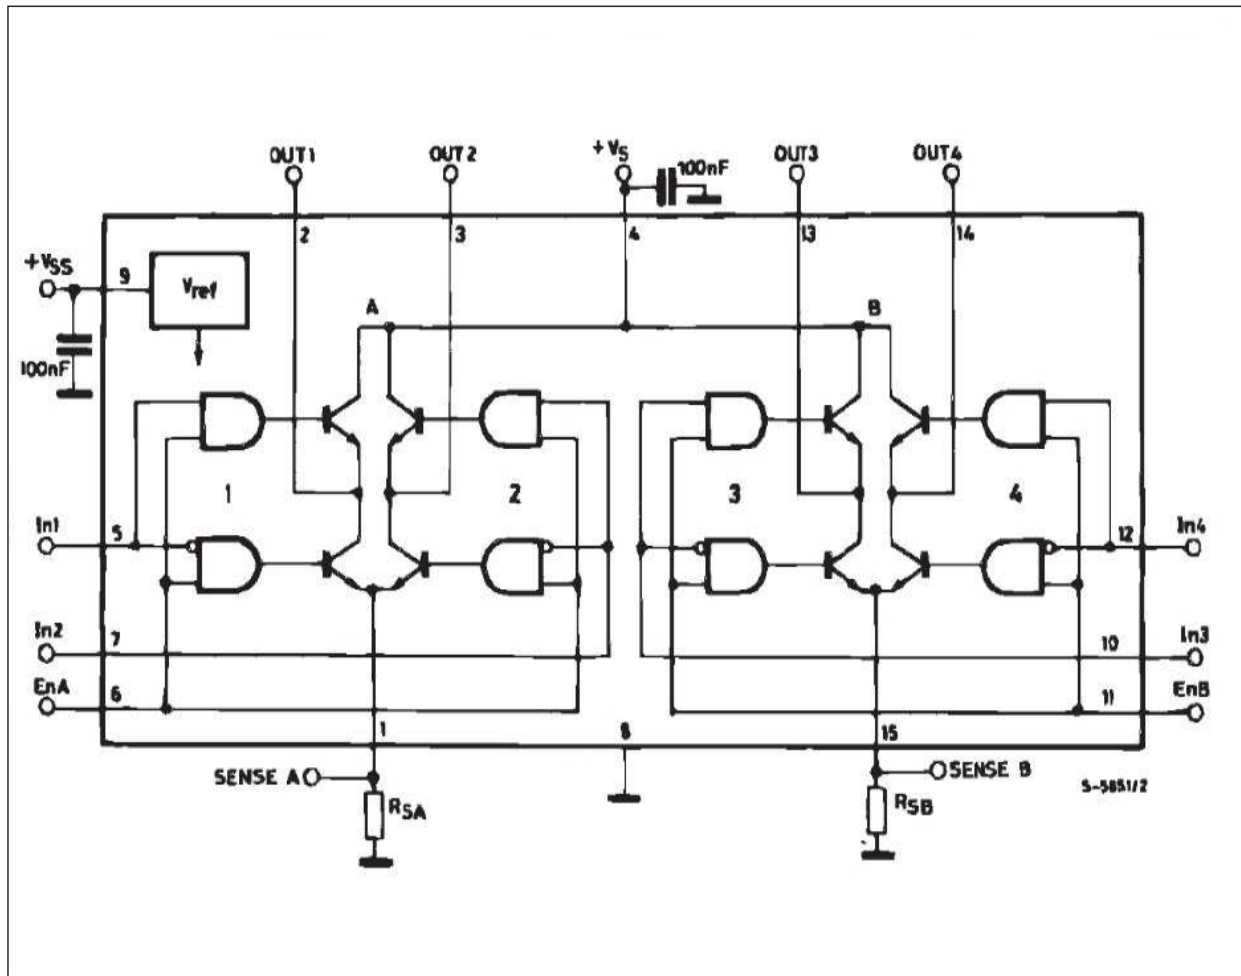 OUT1 OUT2 +VS 100nF OUT3 OUT4
2 3 4 13 14
+VSS 9 Vref
A B
100nF
1 2 3 4
In1 5 12 In4
In2 7 10 In3
EnA 6 11 EnB
1 8 15
SENSE A SENSE B
S-5851/2
RSA RSB